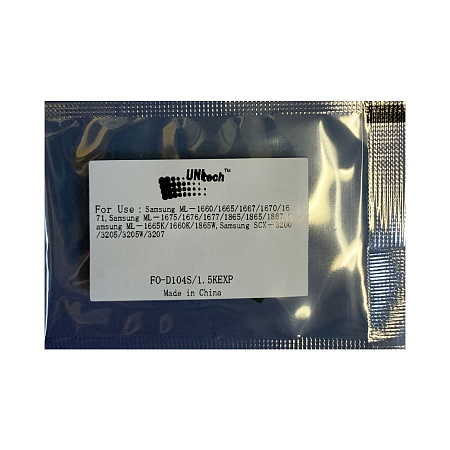 UNItech™
For Use : Samsung ML-1660/1665/1667/1670/16
71,Samsung ML-1675/1676/1677/1865/1865/1867,S
amsung ML-1665K/1660K/1865W,Samsung SCX-3200
/3205/3205W/3207
FO-D104S/1.5KEXP
Made in China